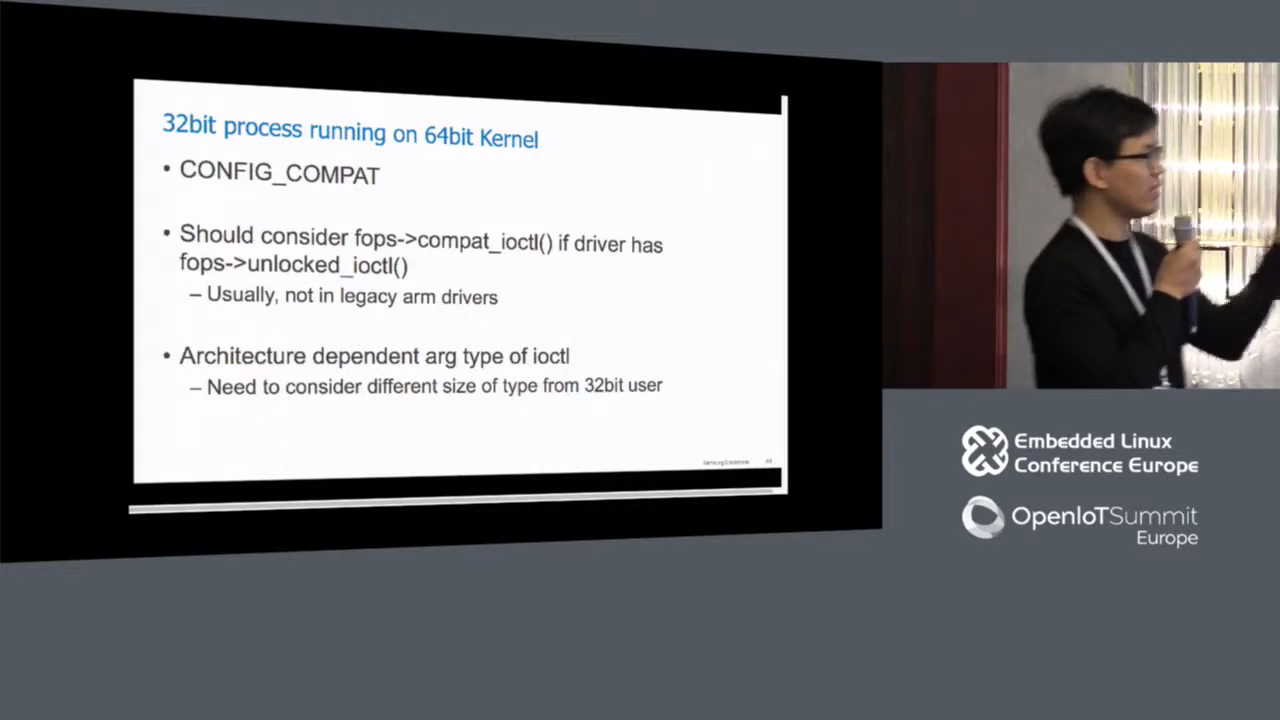 32bit process running on 64bit Kernel
• CONFIG_COMPAT
• Should consider fops->compat_ioctl() if driver has
fops->unlocked_ioctl()
– Usually, not in legacy arm drivers
• Architecture dependent arg type of ioctl
– Need to consider different size of type from 32bit user
Samsung Electronics
Embedded Linux
Conference Europe
OpenIoTSummit
Europe